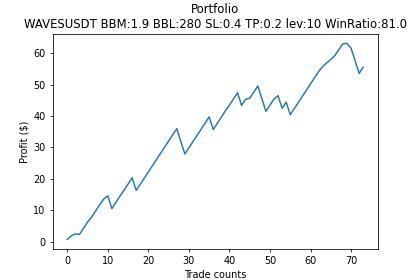 Portfolio
WAVESUSDT BBM:1.9 BBL:280 SL:0.4 TP:0.2 lev:10 WinRatio:81.0
Profit ($)
60
50
40
30
20
10
0
0 10 20 30 40 50 60 70
Trade counts